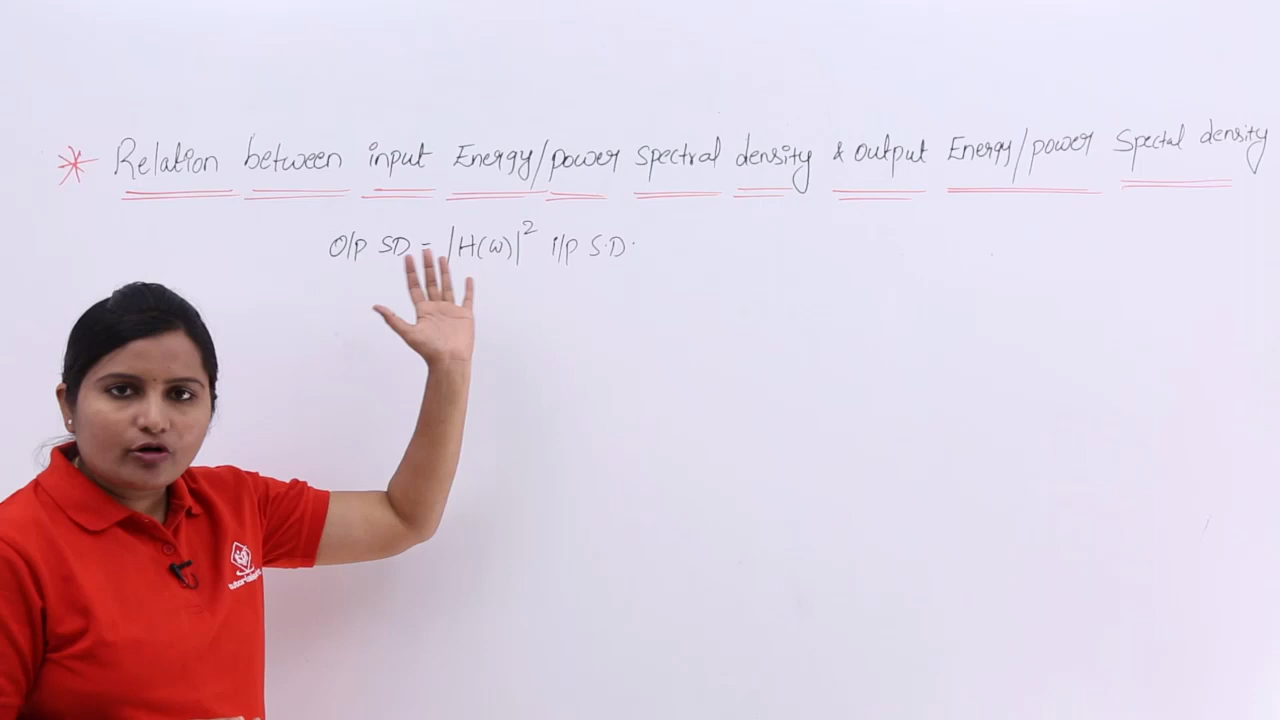 * Relation between input Energy/power spectral density & output Energy/power Spectal density
O/P SD = |H(ω)|² i/p S.D.